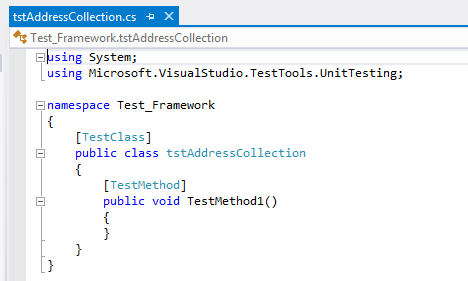 tstAddressCollection.cs
Test_Framework.tstAddressCollection
using System;
using Microsoft.VisualStudio.TestTools.UnitTesting;
namespace Test_Framework
{
[TestClass]
public class tstAddressCollection
{
[TestMethod]
public void TestMethod1()
{
}
}
}